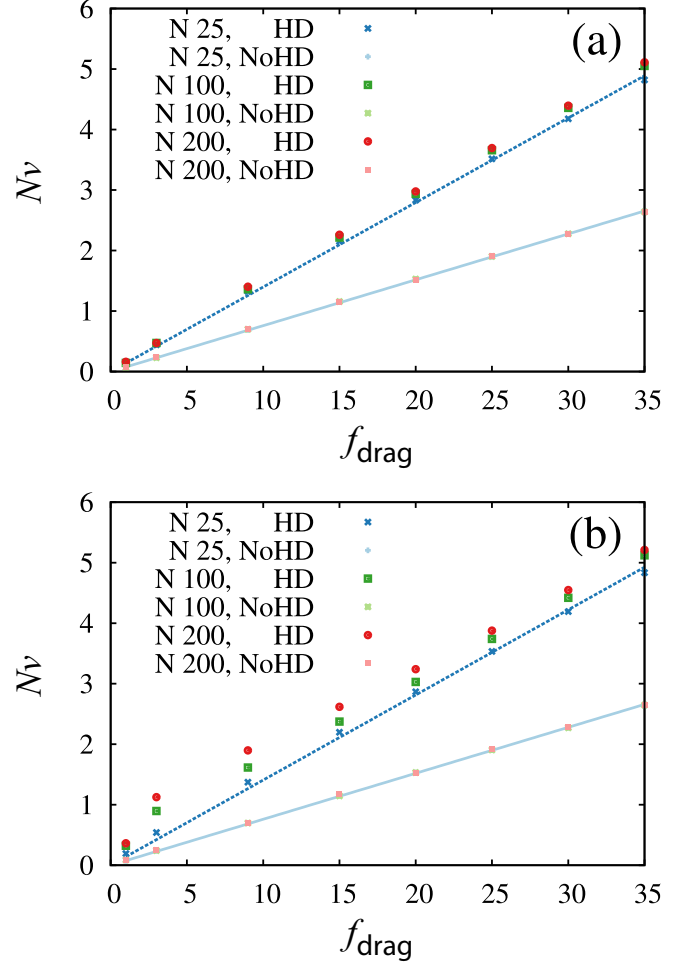 6
5
4
3
2
1
0
Nv
N 25, HD
N 25, NoHD
N 100, HD
N 100, NoHD
N 200, HD
N 200, NoHD
(a)
0 5 10 15 20 25 30 35
fdrag
6
5
4
3
2
1
0
Nv
N 25, HD
N 25, NoHD
N 100, HD
N 100, NoHD
N 200, HD
N 200, NoHD
(b)
0 5 10 15 20 25 30 35
fdrag